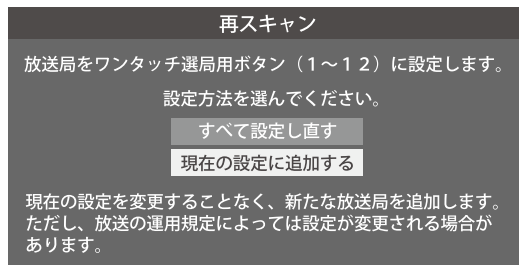 再スキャン
放送局をワンタッチ選局用ボタン（１～１２）に設定します。
設定方法を選んでください。
すべて設定し直す
現在の設定に追加する
現在の設定を変更することなく、新たな放送局を追加します。
ただし、放送の運用規定によっては設定が変更される場合が
あります。